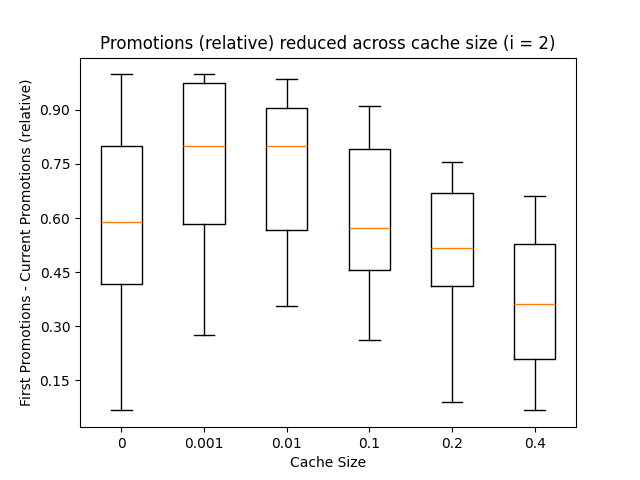 Promotions (relative) reduced across cache size (i = 2)
First Promotions - Current Promotions (relative)
0.90
0.75
0.60
0.45
0.30
0.15
0 0.001 0.01 0.1 0.2 0.4
Cache Size